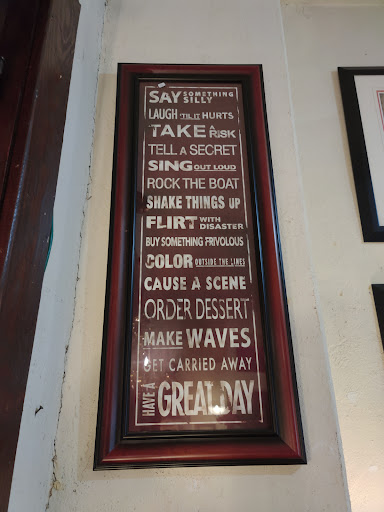 SAY SOMETHING SILLY
LAUGH 'TIL IT HURTS
TAKE A RISK
TELL A SECRET
SING OUT LOUD
ROCK THE BOAT
SHAKE THINGS UP
FLIRT WITH DISASTER
BUY SOMETHING FRIVOLOUS
COLOR OUTSIDE THE LINES
CAUSE A SCENE
ORDER DESSERT
MAKE WAVES
GET CARRIED AWAY
HAVE A GREAT DAY